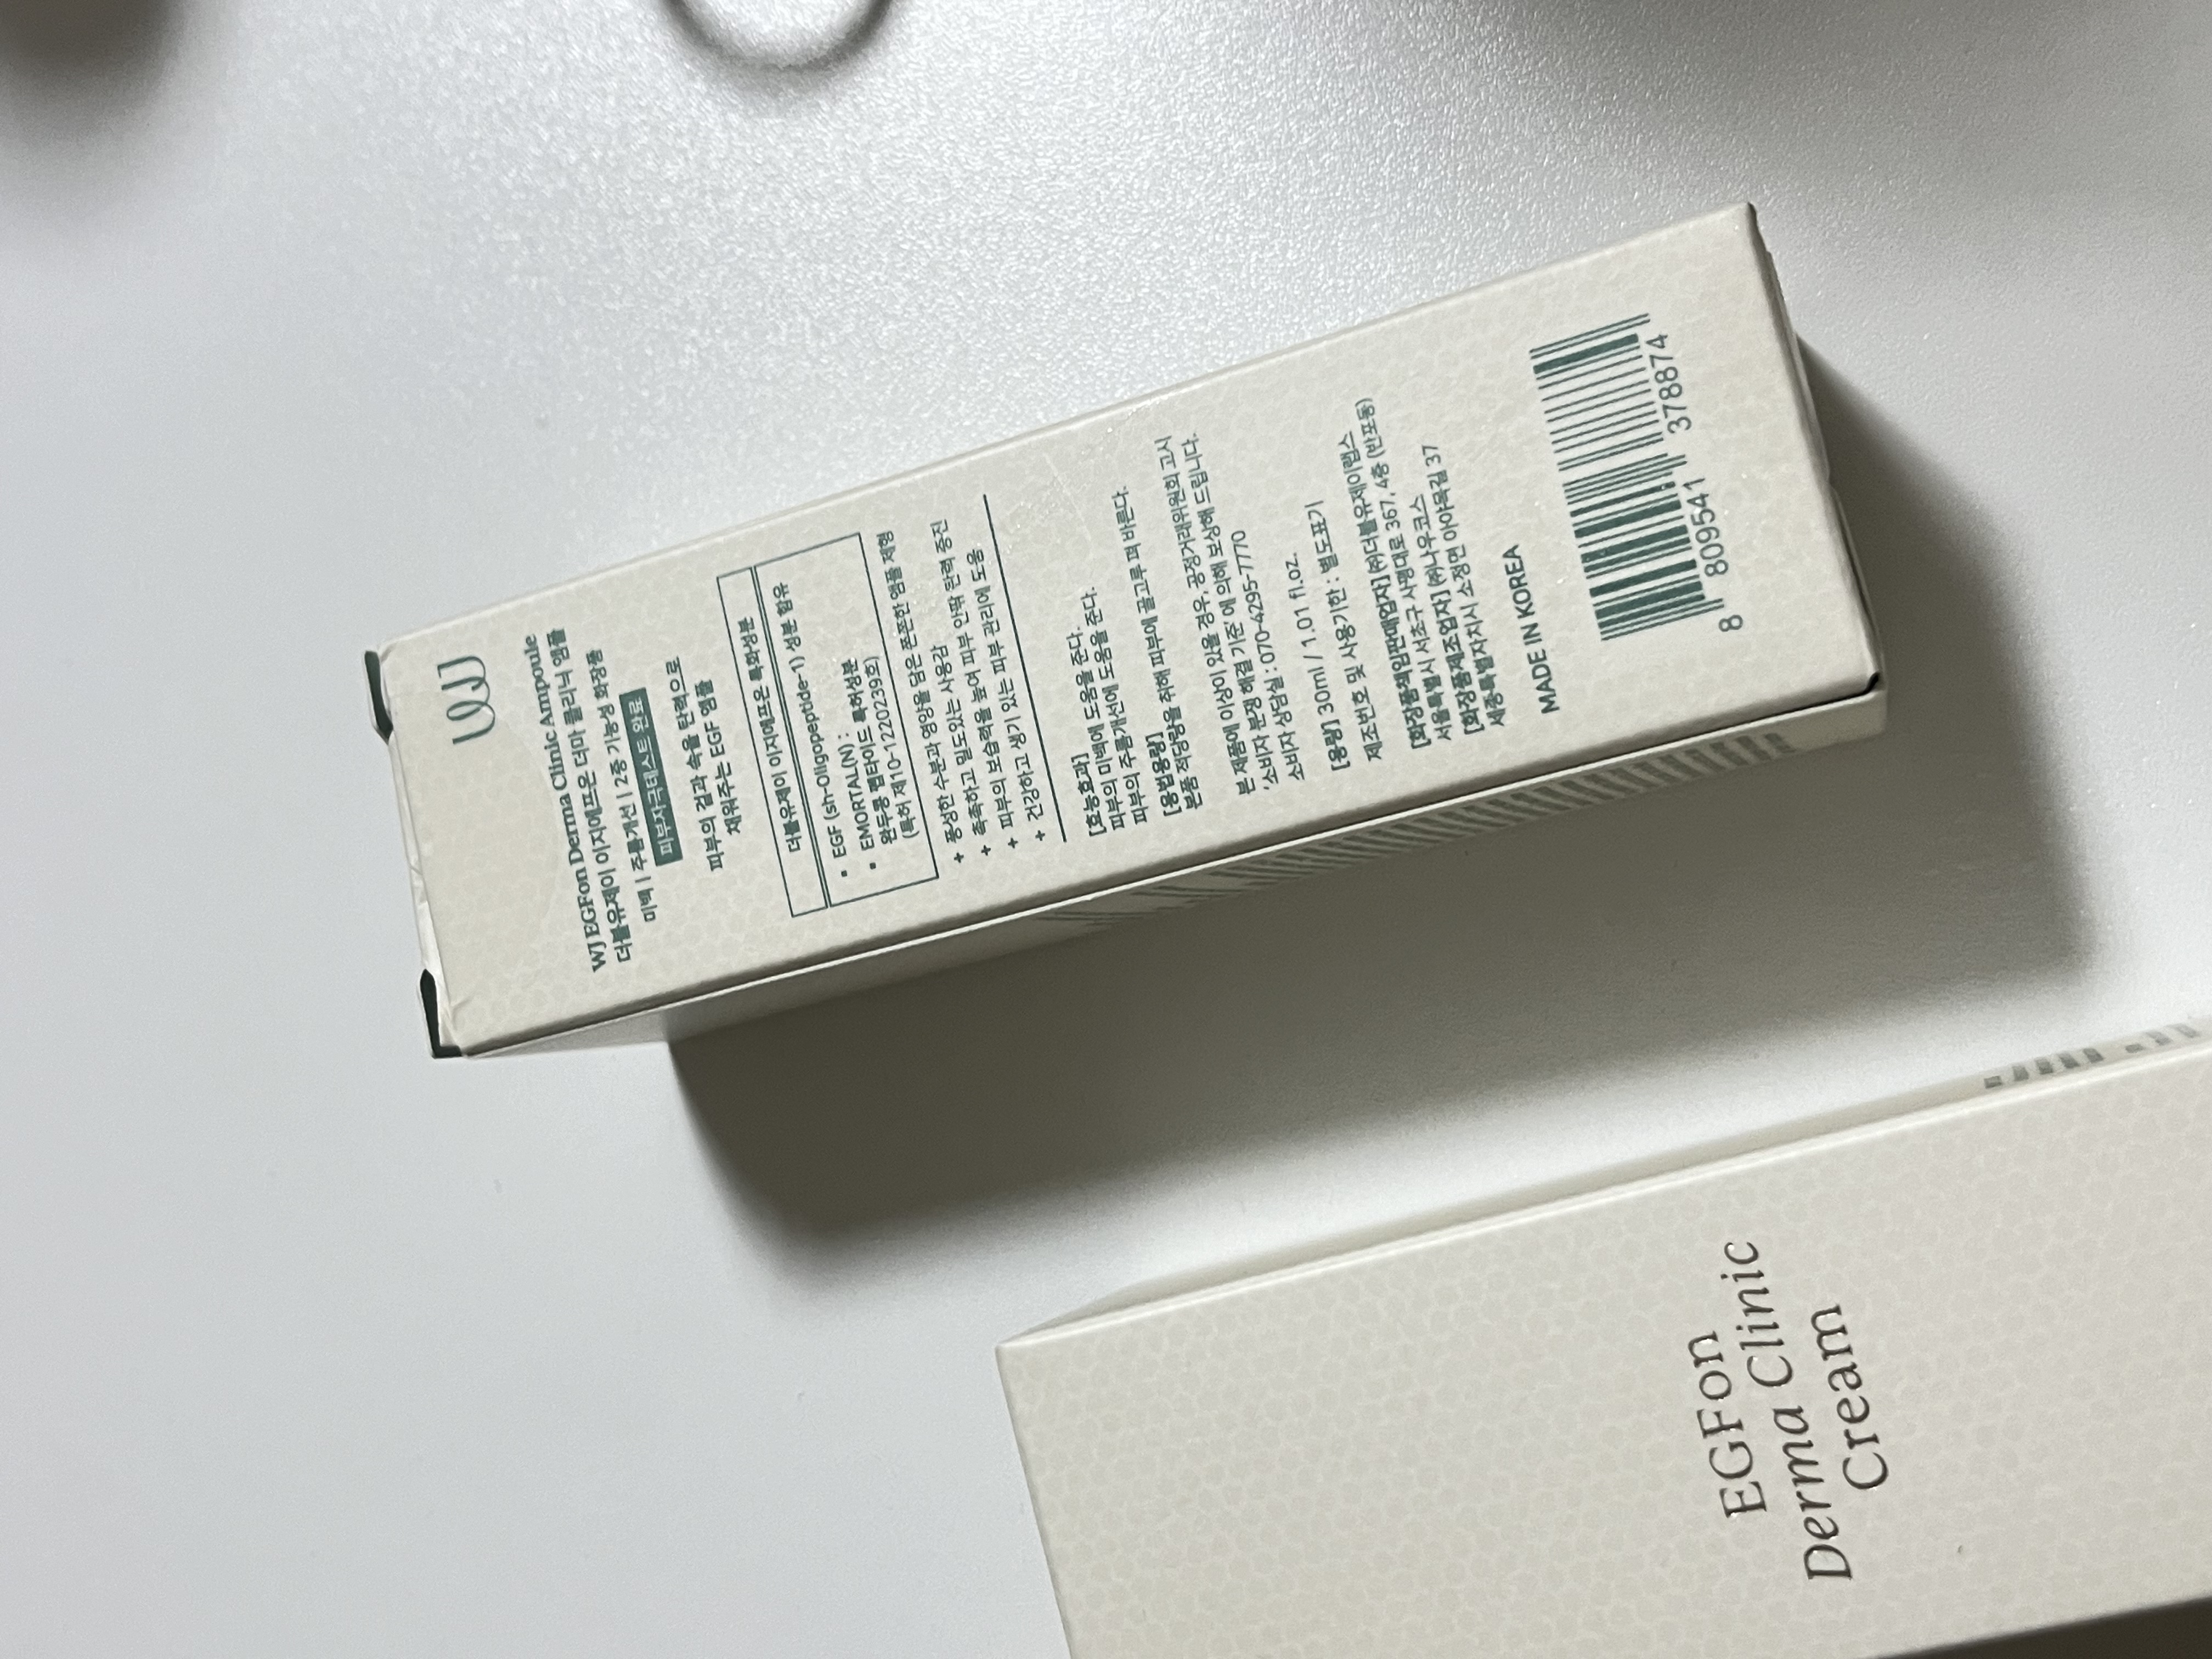 WJ
WJ EGFon Derma Clinic Ampoule
더블유제이 이지에프온 더마 클리닉 앰플
미백 | 주름개선 | 2중 기능성 화장품
피부자극테스트 완료
피부의 결과 속을 탄력으로
채워주는 EGF 앰플
더블유제이 이지에프온 특화성분
• EGF (sh-Oligopeptide-1) 성분 함유
• EMORTAL(N) :
완두콩 펩타이드 특허성분
(특허 제10-1220239호)
+ 풍성한 수분과 영양을 담은 쫀쫀한 앰플 제형
+ 촉촉하고 밀도있는 사용감
+ 피부의 보습력을 높여 피부 안팎 탄력 증진
+ 건강하고 생기 있는 피부 관리에 도움
[효능효과]
피부의 미백에 도움을 준다.
피부의 주름개선에 도움을 준다.
[용법용량]
본품 적당량을 취해 피부에 골고루 펴 바른다.
본 제품에 이상이 있을 경우, 공정거래위원회 고시
'소비자 분쟁 해결 기준' 에 의해 보상해 드립니다.
소비자 상담실 : 070-4295-7770
[용량] 30ml / 1.01 fl.oz.
제조번호 및 사용기한 : 별도표기
[화장품책임판매업자] ㈜더블유제이랩스
서울특별시 서초구 사평대로 367, 4층 (반포동)
[화장품제조업자] ㈜나우코스
세종특별자치시 소정면 아야목길 37
MADE IN KOREA
8 809541 378874
EGFon
Derma Clinic
Cream